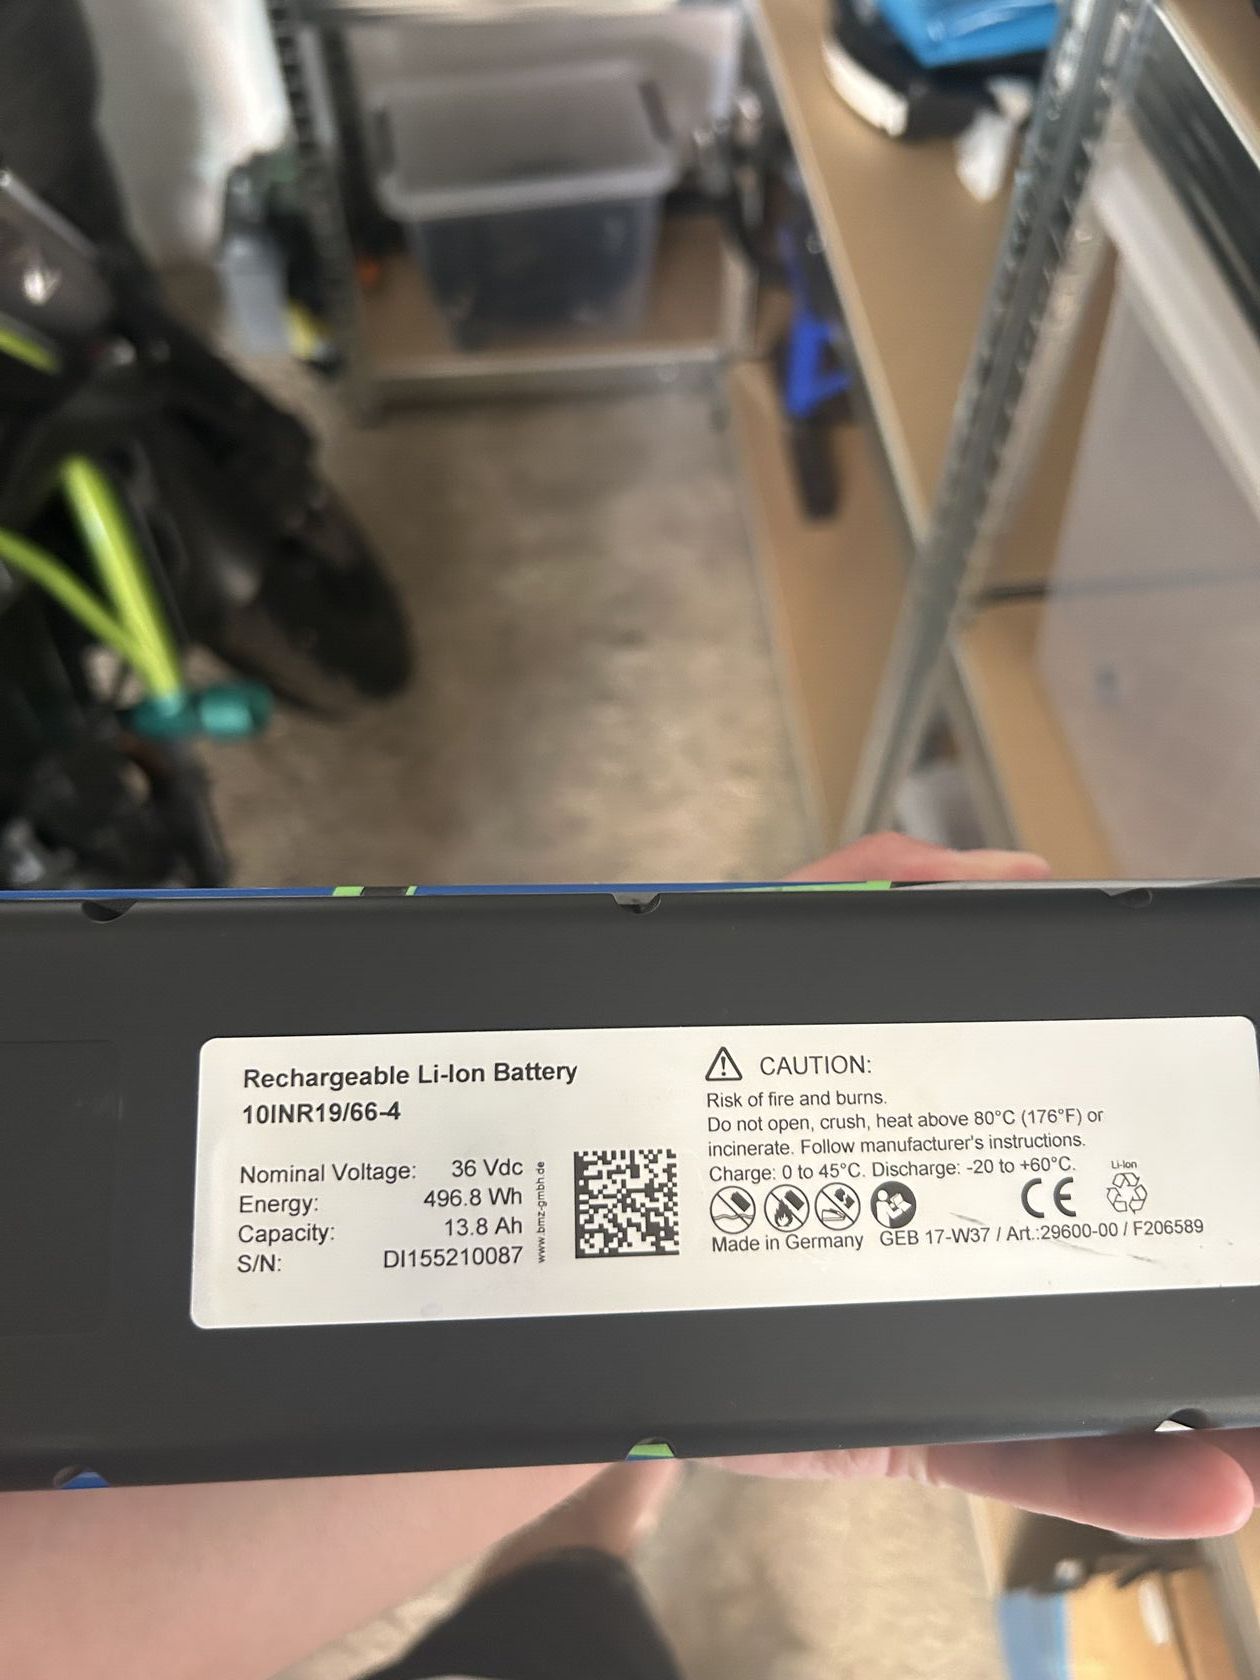 Rechargeable Li-Ion Battery
10INR19/66-4
Nominal Voltage: 36 Vdc
Energy: 496.8 Wh
Capacity: 13.8 Ah
S/N: DI155210087
www.bmz-gmbh.de
CAUTION:
Risk of fire and burns.
Do not open, crush, heat above 80°C (176°F) or
incinerate. Follow manufacturer's instructions.
Charge: 0 to 45°C. Discharge: -20 to +60°C.
Li-Ion
CE
Made in Germany GEB 17-W37 / Art.:29600-00 / F206589